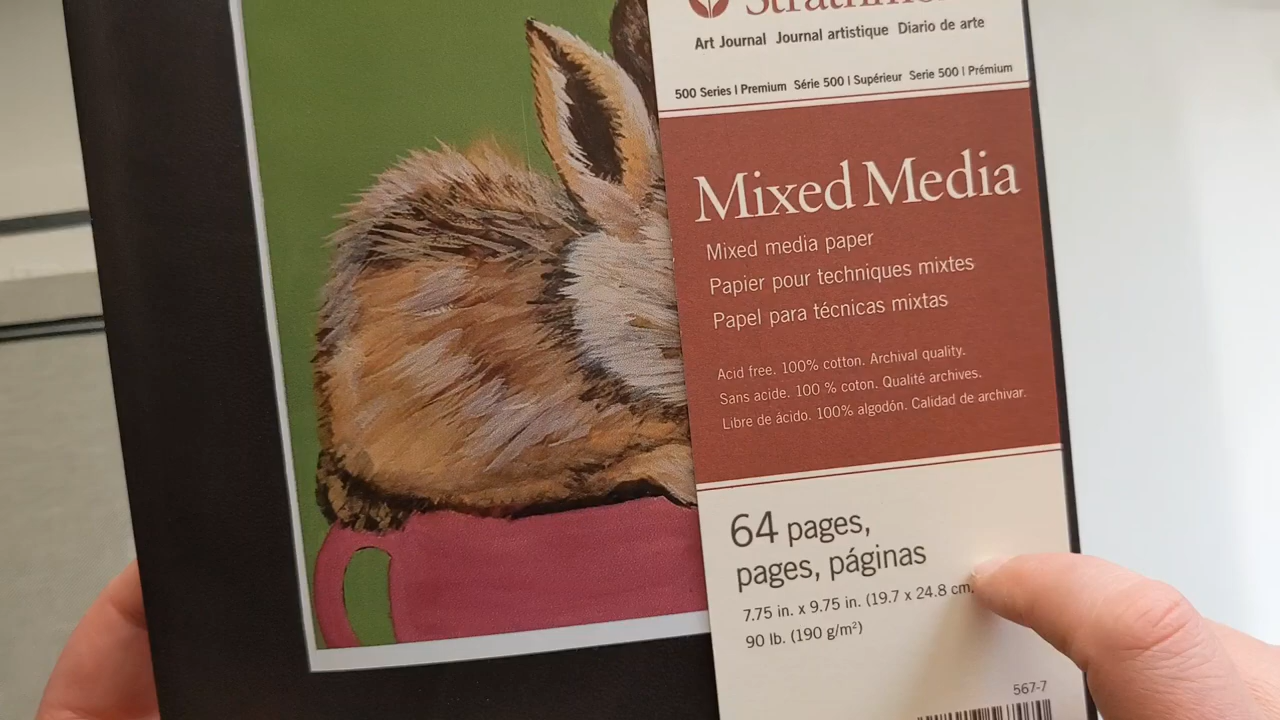 Art Journal Journal artistique Diario de arte
500 Series | Premium Série 500 | Supérieur Serie 500 | Prémium
Mixed Media
Mixed media paper
Papier pour techniques mixtes
Papel para técnicas mixtas
Acid free. 100% cotton. Archival quality.
Sans acide. 100 % coton. Qualité archives.
Libre de ácido. 100% algodón. Calidad de archivar.
64 pages,
pages, páginas
7.75 in. x 9.75 in. (19.7 x 24.8 cm)
90 lb. (190 g/m²)
567-7